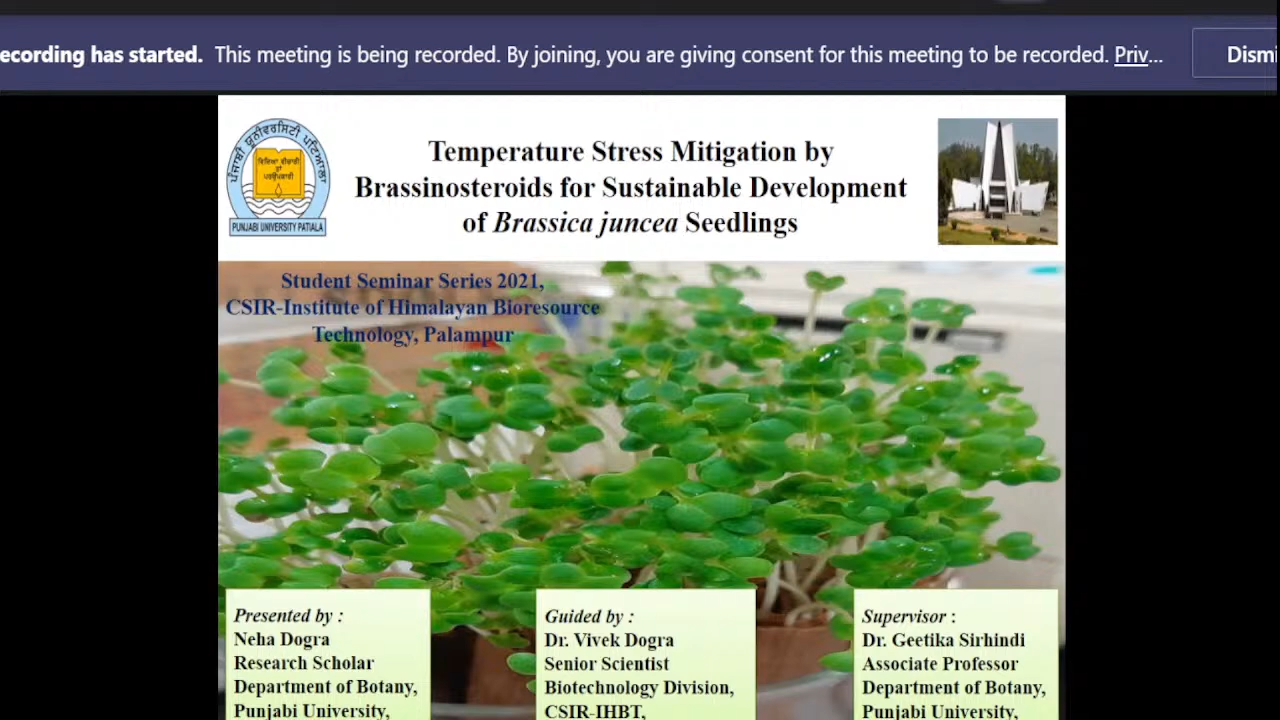 ecording has started. This meeting is being recorded. By joining, you are giving consent for this meeting to be recorded. Priv...
Dismi
ਪੰਜਾਬੀ ਯੂਨੀਵਰਸਿਟੀ ਪਟਿਆਲਾ
ਵਿਦਿਆ ਵੀਚਾਰੀ
ਤਾਂ
ਪਰਉਪਕਾਰੀ
PUNJABI UNIVERSITY PATIALA
Temperature Stress Mitigation by
Brassinosteroids for Sustainable Development
of Brassica juncea Seedlings
Student Seminar Series 2021,
CSIR-Institute of Himalayan Bioresource
Technology, Palampur
Presented by :
Neha Dogra
Research Scholar
Department of Botany,
Punjabi University,
Guided by :
Dr. Vivek Dogra
Senior Scientist
Biotechnology Division,
CSIR-IHBT,
Supervisor :
Dr. Geetika Sirhindi
Associate Professor
Department of Botany,
Punjabi University,